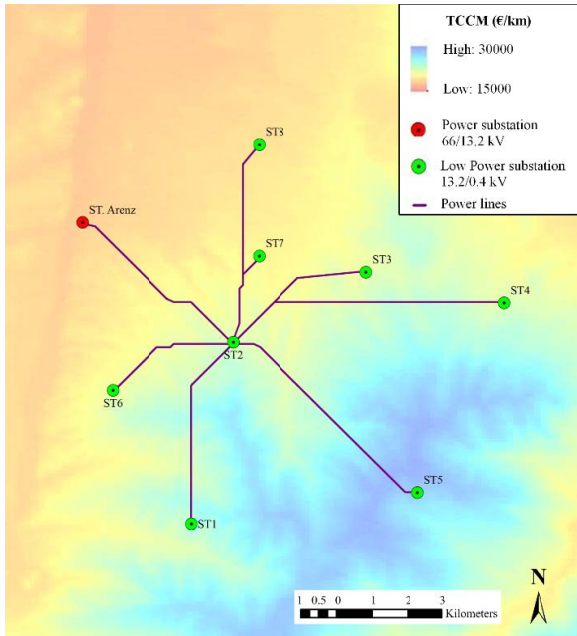 TCCM (€/km)
High: 30000
Low: 15000
Power substation
66/13.2 kV
Low Power substation
13.2/0.4 kV
Power lines
ST8
ST. Arenz
ST7
ST3
ST4
ST2
ST6
ST5
ST1
N
1 0.5 0 1 2 3
Kilometers